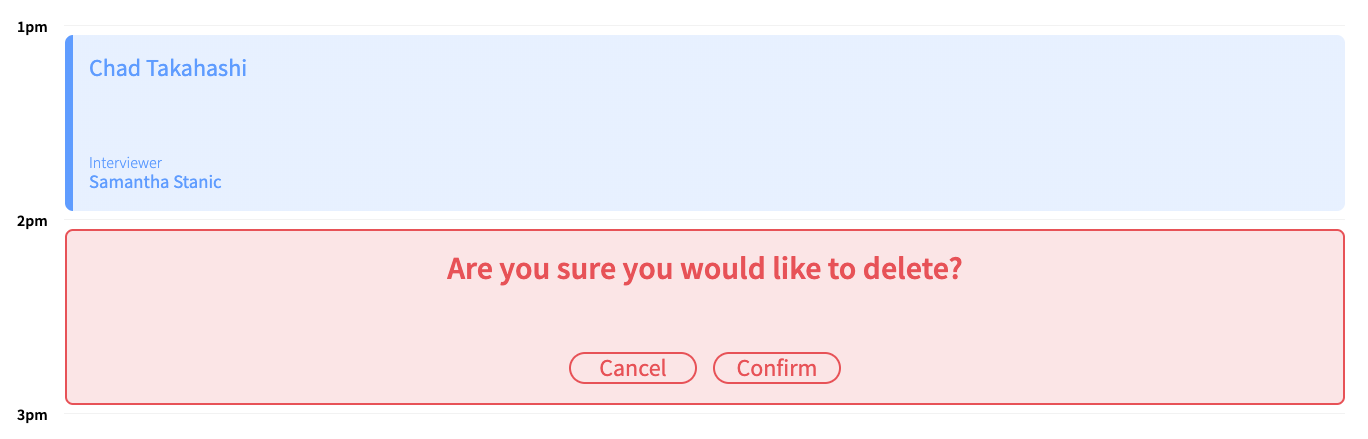 1pm
Chad Takahashi
Interviewer
Samantha Stanic
2pm
Are you sure you would like to delete?
Cancel Confirm
3pm